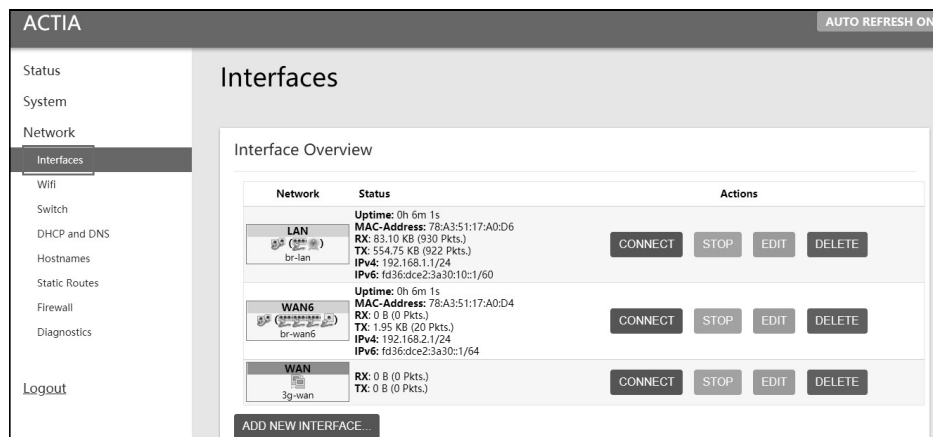 ACTIA
AUTO REFRESH ON
Status
System
Network
Interfaces
Wifi
Switch
DHCP and DNS
Hostnames
Static Routes
Firewall
Diagnostics
Logout
Interfaces
Interface Overview
Network Status Actions
LAN
br-lan
Uptime: 0h 6m 1s
MAC-Address: 78:A3:51:17:A0:D6
RX: 83.10 KB (930 Pkts.)
TX: 554.75 KB (922 Pkts.)
IPv4: 192.168.1.1/24
IPv6: fd36:dce2:3a30:10::1/60
CONNECT STOP EDIT DELETE
WAN6
br-wan6
Uptime: 0h 6m 1s
MAC-Address: 78:A3:51:17:A0:D4
RX: 0 B (0 Pkts.)
TX: 1.95 KB (20 Pkts.)
IPv4: 192.168.2.1/24
IPv6: fd36:dce2:3a30::1/64
CONNECT STOP EDIT DELETE
WAN
3g-wan
RX: 0 B (0 Pkts.)
TX: 0 B (0 Pkts.)
CONNECT STOP EDIT DELETE
ADD NEW INTERFACE...